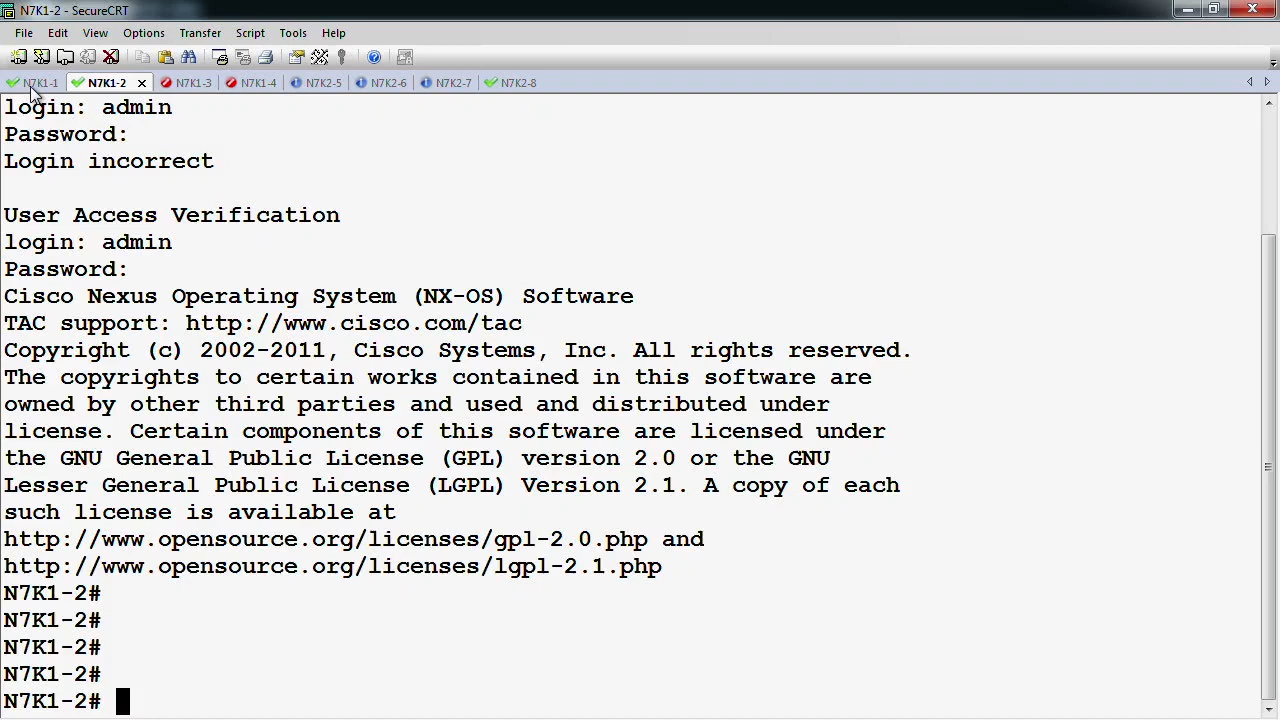 N7K1-2 - SecureCRT
File Edit View Options Transfer Script Help Tools Help
N7K1-1 N7K1-2 N7K1-3 N7K1-4 N7K2-5 N7K2-6 N7K2-7 N7K2-8
login: admin
Password:
Login incorrect
User Access Verification
login: admin
Password:
Cisco Nexus Operating System (NX-OS) Software
TAC support: http://www.cisco.com/tac
Copyright (c) 2002-2011, Cisco Systems, Inc. All rights reserved.
The copyrights to certain works contained in this software are
owned by other third parties and used and distributed under
license. Certain components of this software are licensed under
the GNU General Public License (GPL) version 2.0 or the GNU
Lesser General Public License (LGPL) Version 2.1. A copy of each
such license is available at
http://www.opensource.org/licenses/gpl-2.0.php and
http://www.opensource.org/licenses/lgpl-2.1.php
N7K1-2#
N7K1-2#
N7K1-2#
N7K1-2#
N7K1-2#